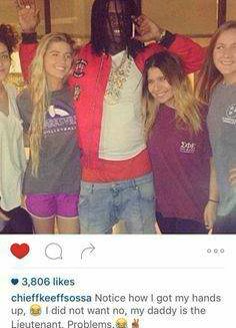 3,806 likes
chieffkeeffsossa Notice how I got my hands
up, 😂 I did not want no, my daddy is the
Lieutenant. Problems.😂✌🏾